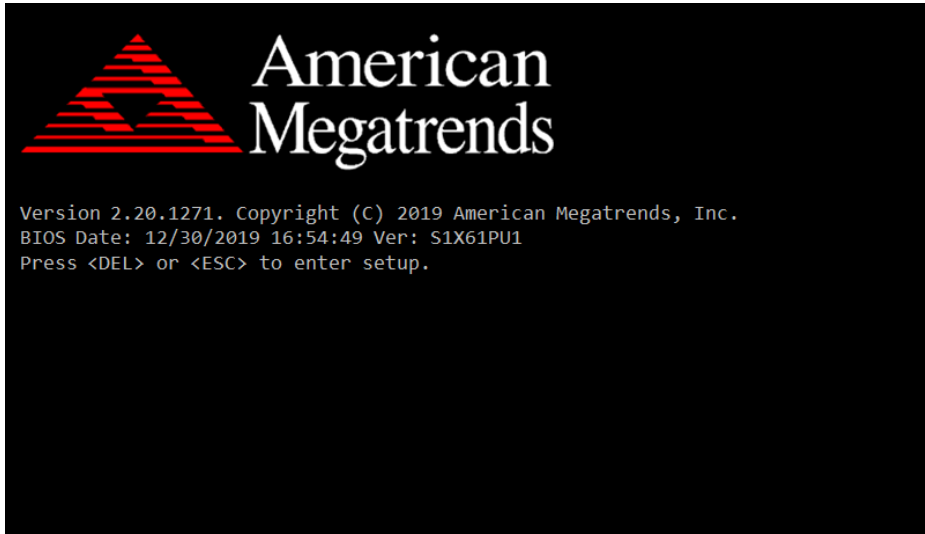 American
Megatrends
Version 2.20.1271. Copyright (C) 2019 American Megatrends, Inc.
BIOS Date: 12/30/2019 16:54:49 Ver: S1X61PU1
Press <DEL> or <ESC> to enter setup.